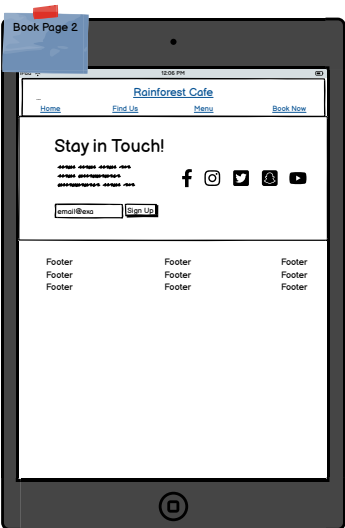 Book Page 2
12:06 PM
Rainforest Cafe
Home Find Us Menu Book Now
Stay in Touch!
email@exa Sign Up
Footer Footer Footer
Footer Footer Footer
Footer Footer Footer